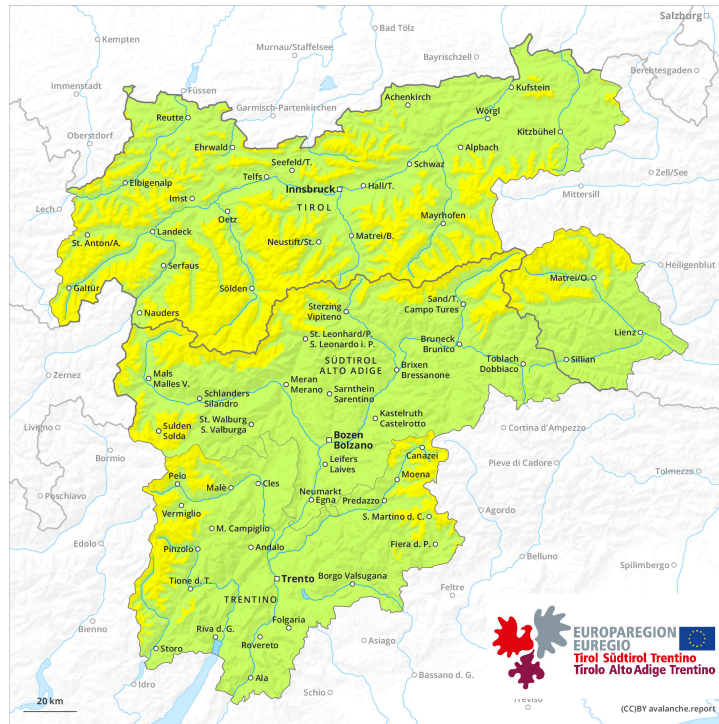 Salzburg
Kempten
Bad Tölz
Murnau/Staffelsee
Bayrischzell
Berchtesgaden
Immenstadt
Füssen
Garmisch-Partenkirchen
Achenkirch
Kufstein
Reutte
Wörgl
Oberstdorf
Ehrwald
Kitzbühel
Seefeld/T.
Schwaz
Alpbach
Zell/See
Telfs
Elbigenalp
Innsbruck
Hall/T.
Mittersill
Imst
TIROL
Lech
Oetz
Mayrhofen
Landeck
St. Anton/A.
Neustift/St.
Matrei/B.
Heiligenblut
Serfaus
Matrei/O.
Galtür
Sölden
Sand/T.
Campo Tures
Nauders
Sterzing
Vipiteno
Lienz
St. Leonhard/P.
S. Leonardo i. P.
Bruneck
Brunico
Sillian
Toblach
Dobbiaco
SÜDTIROL
ALTO ADIGE
Brixen
Bressanone
Zernez
Mals
Malles V.
Meran
Merano
Sarnthein
Sarentino
Schlanders
Silandro
St. Walburg
S. Valburga
Kastelruth
Castelrotto
Livigno
Sulden
Solda
Bozen
Bolzano
Cortina d'Ampezzo
Bormio
Leifers
Laives
Canazei
Pieve di Cadore
Tolmezzo
Peio
Malè
Cles
Moena
Poschiavo
Neumarkt
Egna
Predazzo
Vermiglio
Agordo
S. Martino d. C.
M. Campiglio
Edolo
Pinzolo
Andalo
Fiera d. P.
Belluno
Spilimbergo
Trento
Borgo Valsugana
Tione d. T.
Feltre
TRENTINO
Bienno
Folgaria
Riva d. G.
Rovereto
Asiago
Storo
EUROPAREGION
EUREGIO
Tirol Südtirol Trentino
Tirolo Alto Adige Trentino
Ala
Idro
Schio
Bassano d. G.
Treviso
20 km
(CC)BY avalanche.report